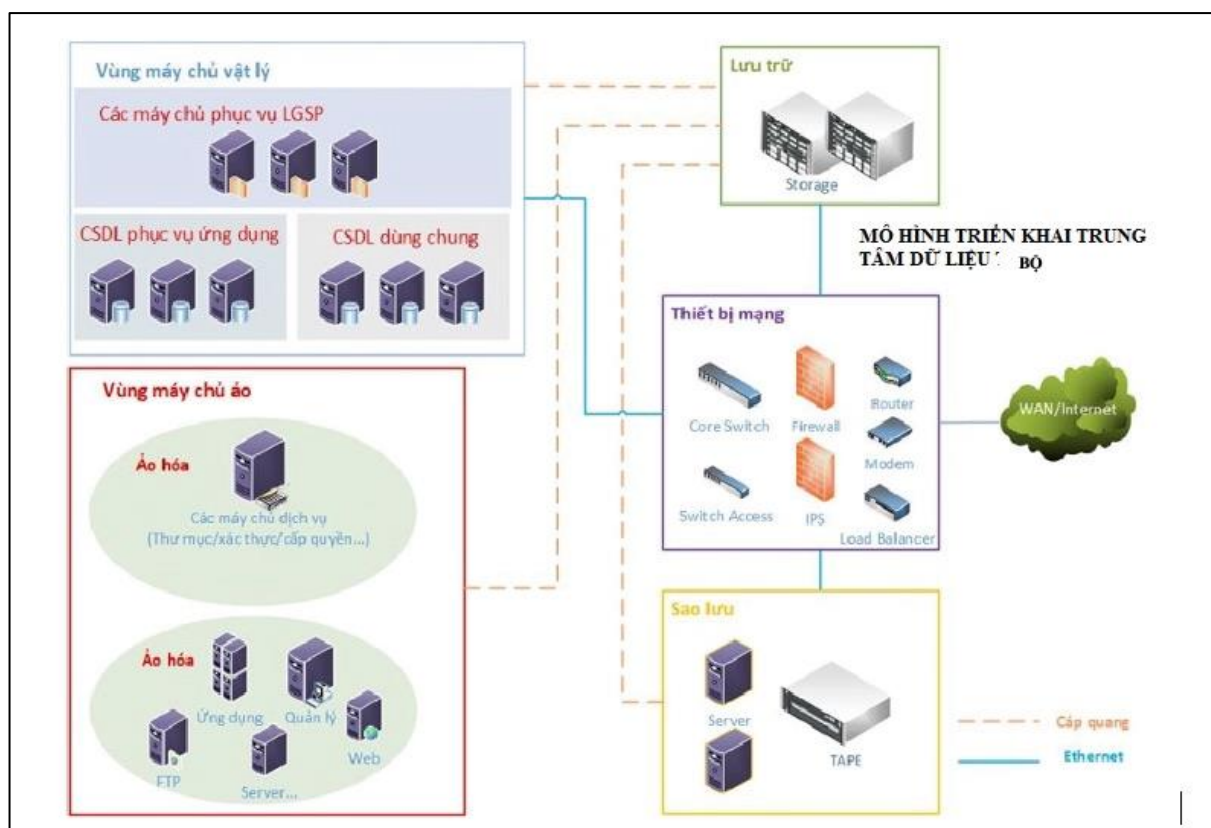 Vùng máy chủ vật lý
Các máy chủ phục vụ LGSP
CSDL phục vụ ứng dụng
CSDL dùng chung
Vùng máy chủ ảo
Ảo hóa
Các máy chủ dịch vụ
(Thư mục/xác thực/cấp quyền...)
Ảo hóa
Ứng dụng
Quản lý
Web
FTP
Server...
Lưu trữ
Storage
MÔ HÌNH TRIỂN KHAI TRUNG
TÂM DỮ LIỆU BỘ
Thiết bị mạng
Core Switch
Firewall
Router
Modem
Switch Access
IPS
Load Balancer
WAN/Internet
Sao lưu
Server
TAPE
Cáp quang
Ethernet